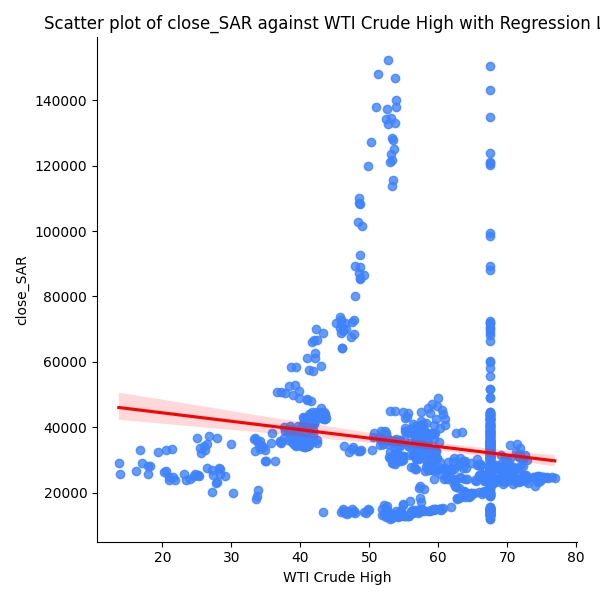 Scatter plot of close_SAR against WTI Crude High with Regression L
140000
120000
100000
80000
60000
40000
20000
close_SAR
20 30 40 50 60 70 80
WTI Crude High